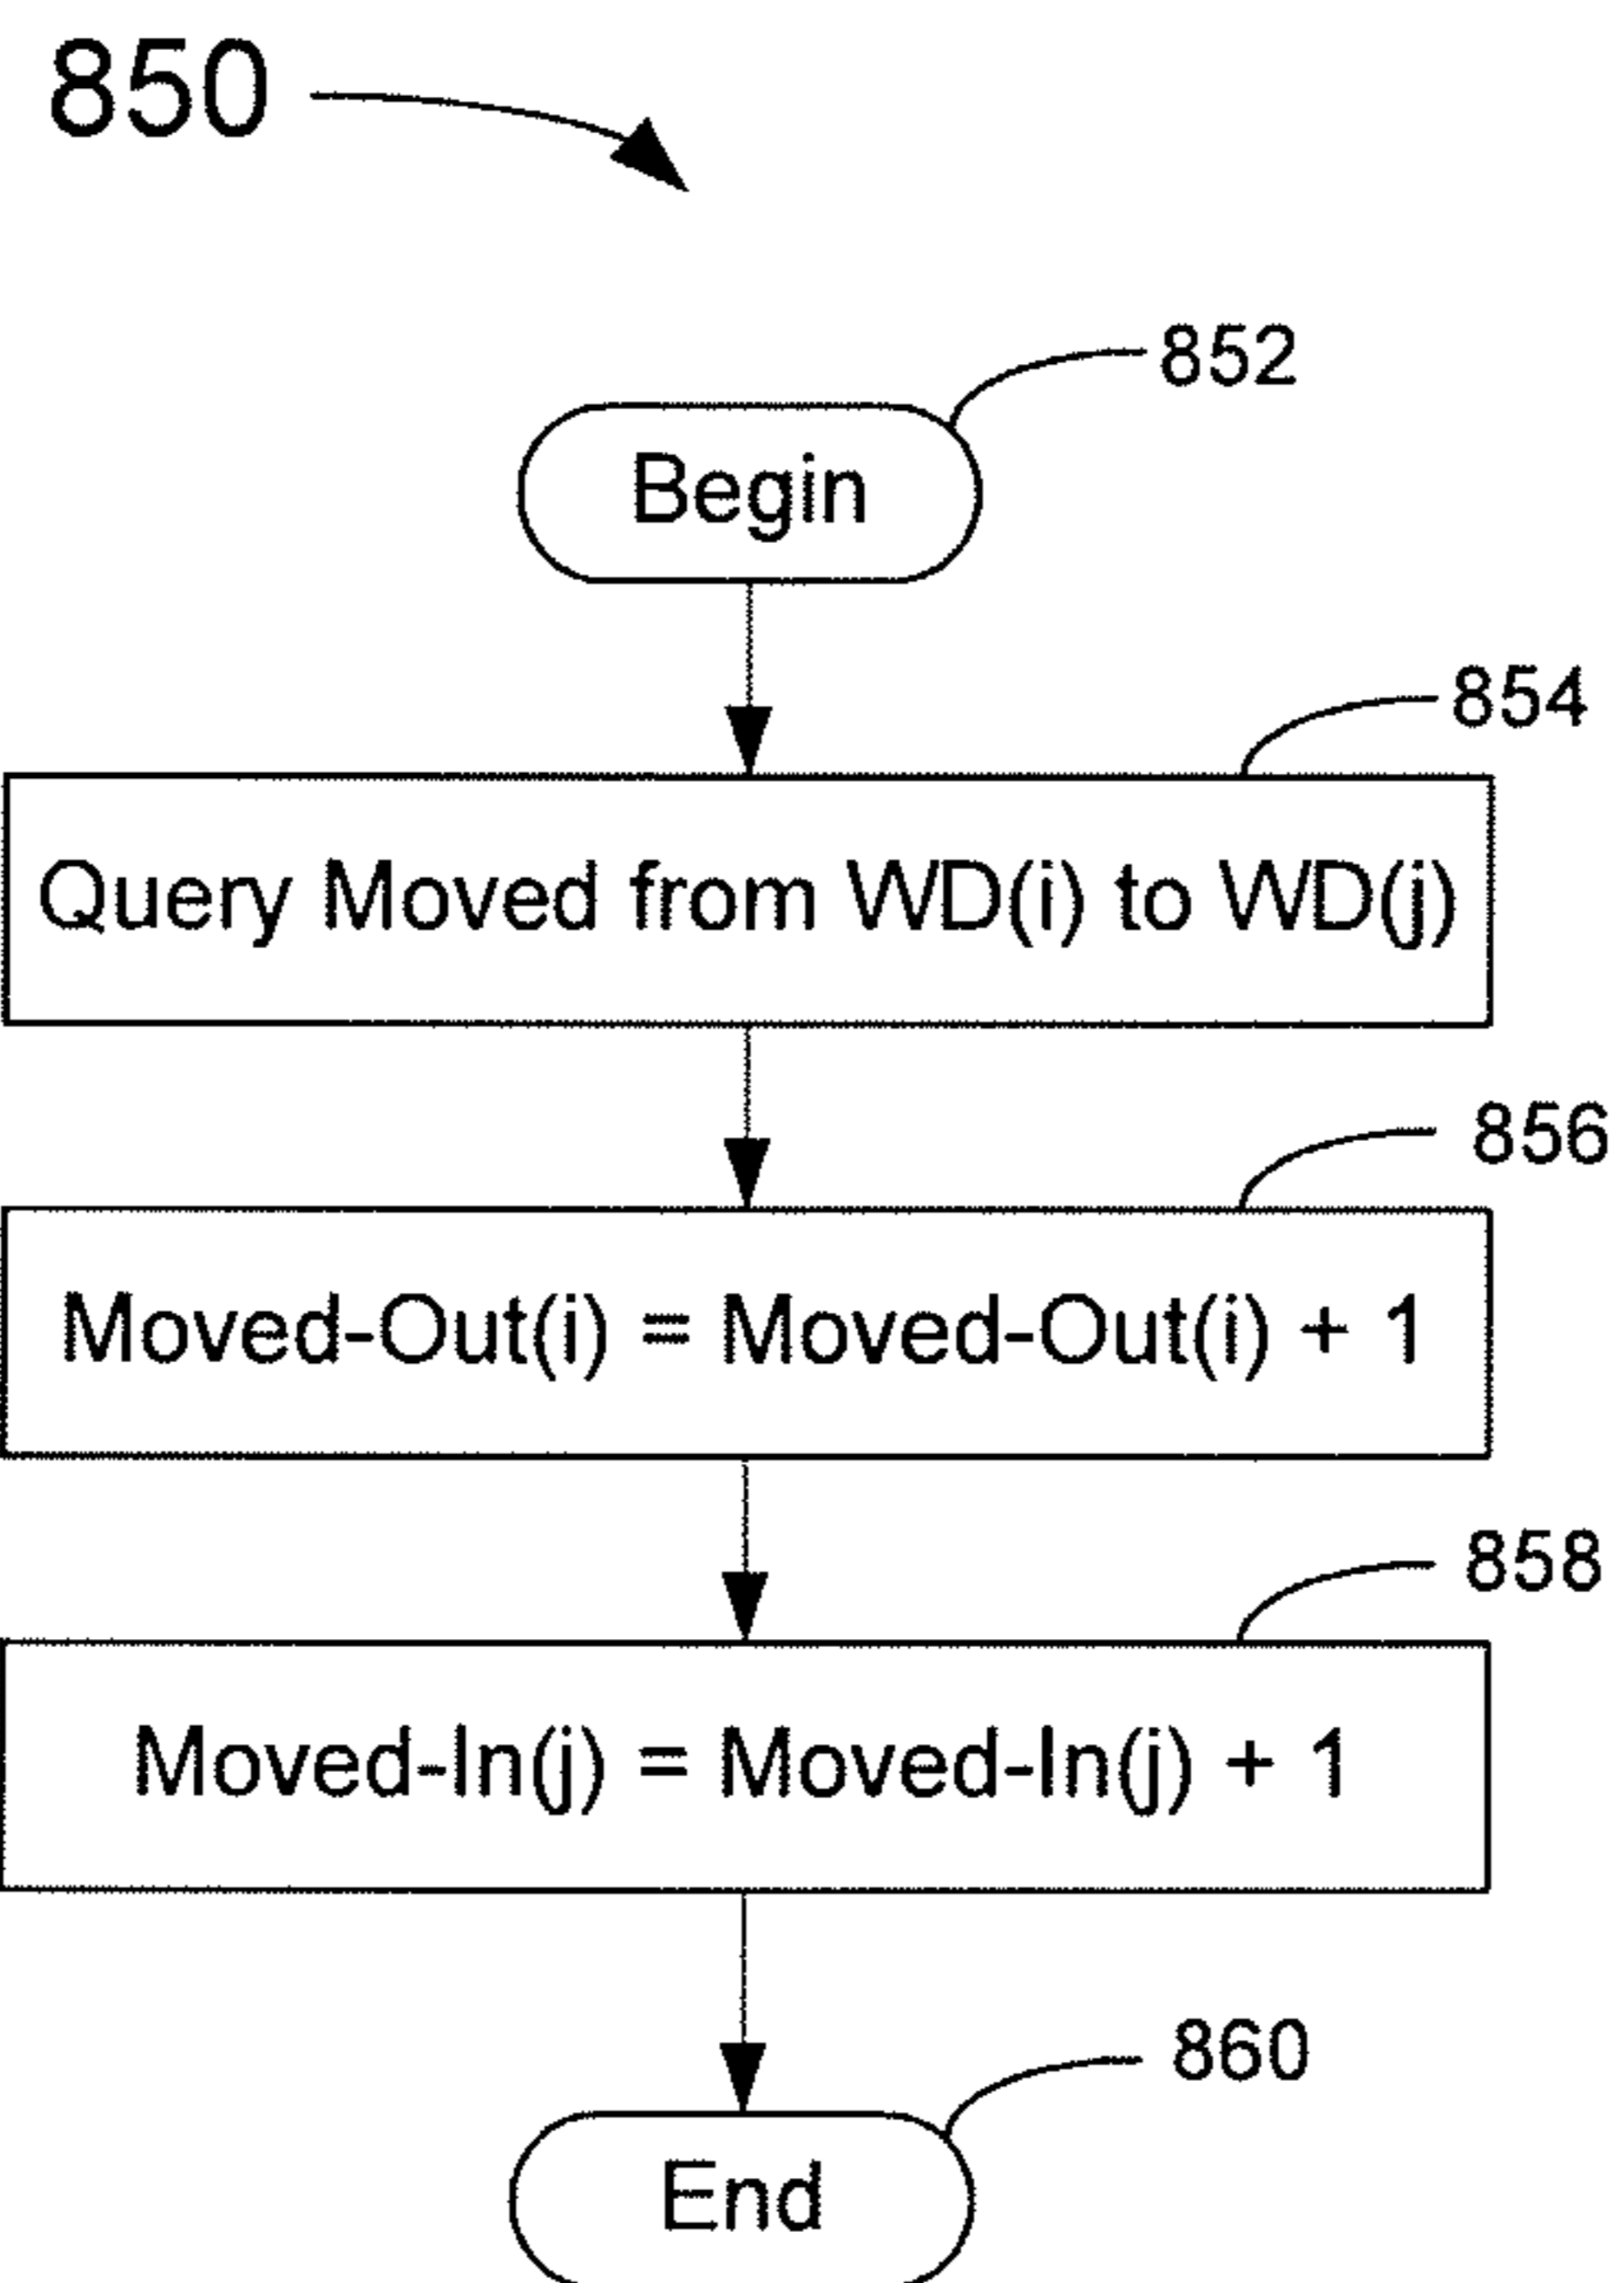 850
852
Begin
854
Query Moved from WD(i) to WD(j)
856
Moved-Out(i) = Moved-Out(i) + 1
858
Moved-In(j) = Moved-In(j) + 1
860
End